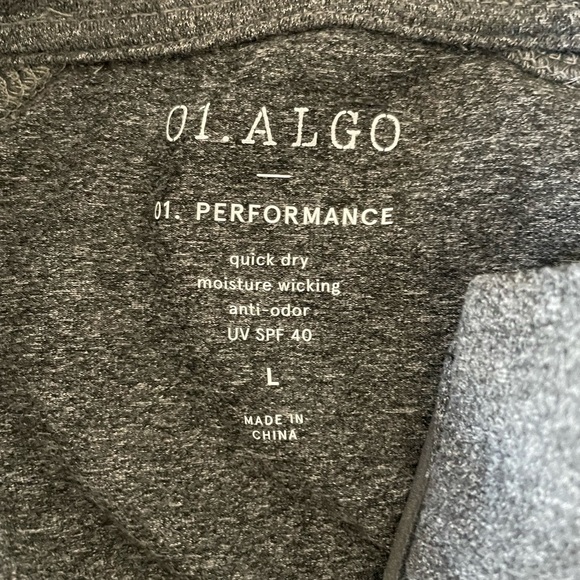 01.ALGO
01. PERFORMANCE
quick dry
moisture wicking
anti-odor
UV SPF 40
L
MADE IN
CHINA